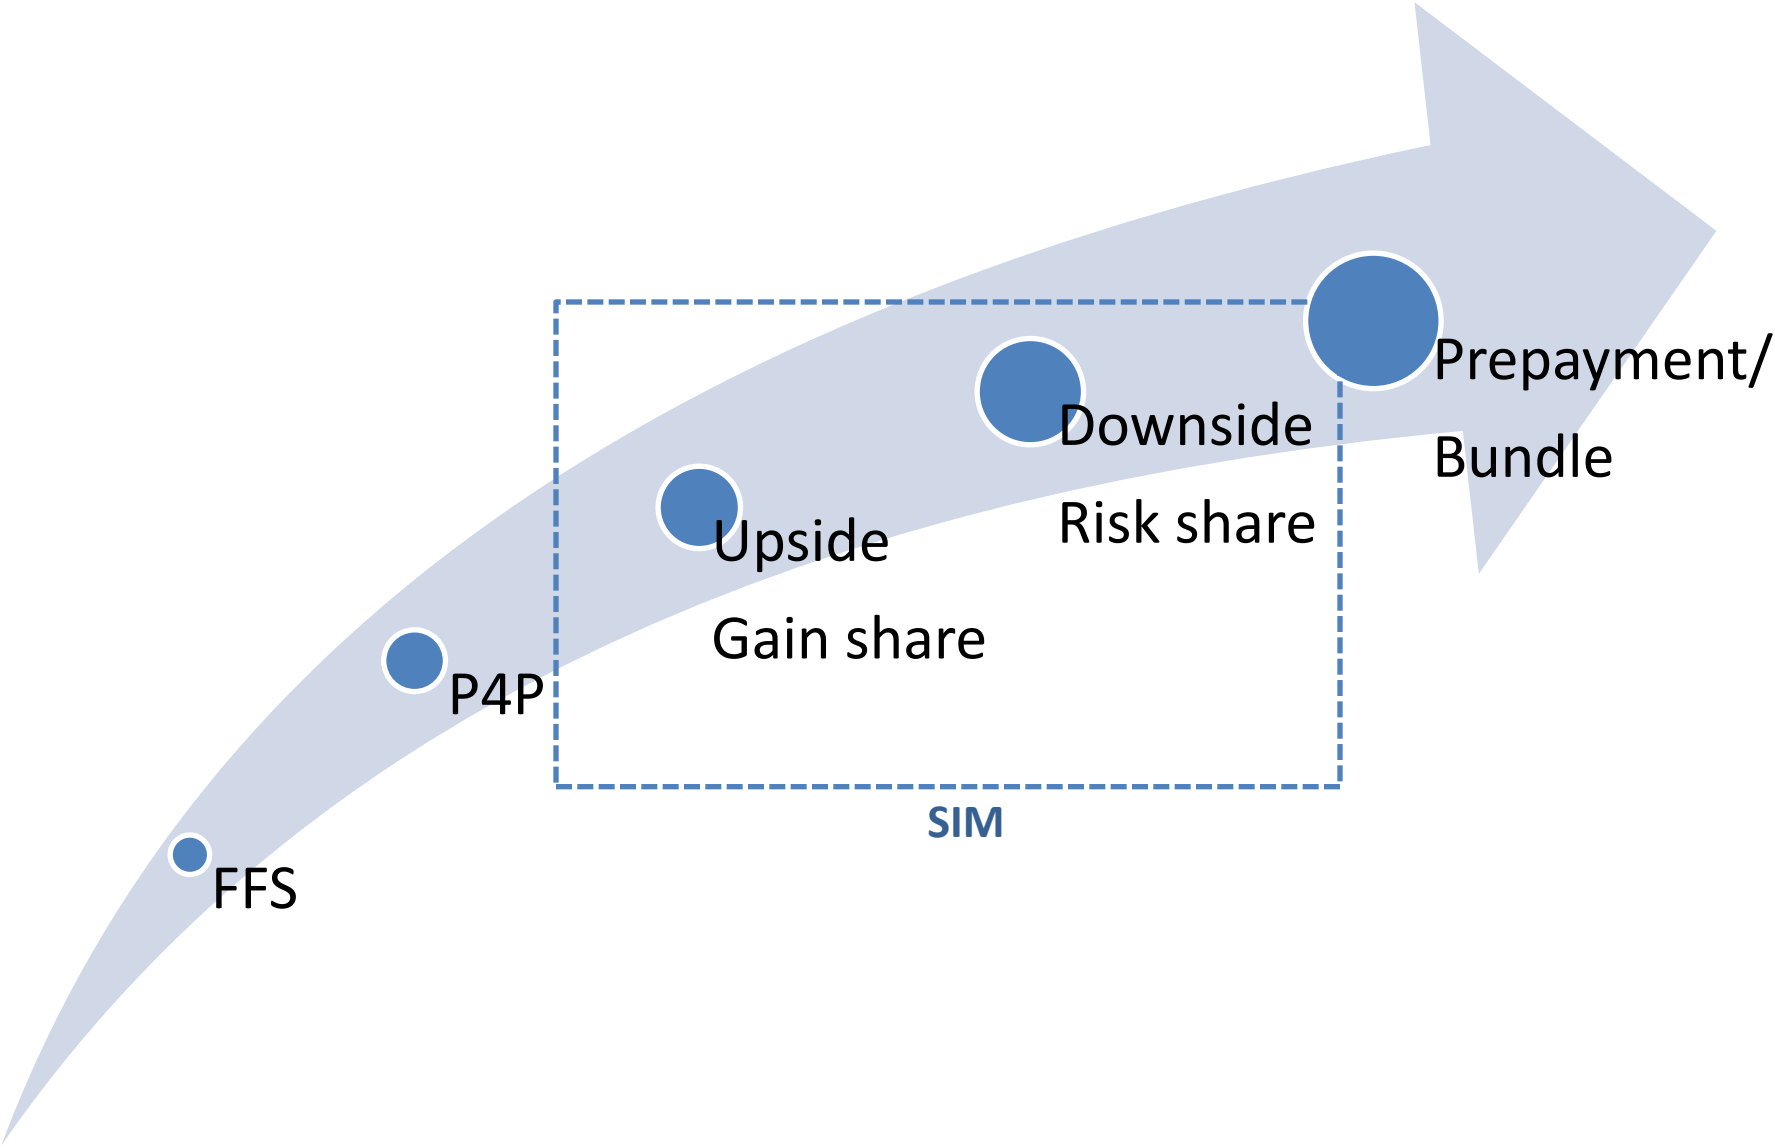 FFS
P4P
Upside
Gain share
Downside
Risk share
Prepayment/
Bundle
SIM